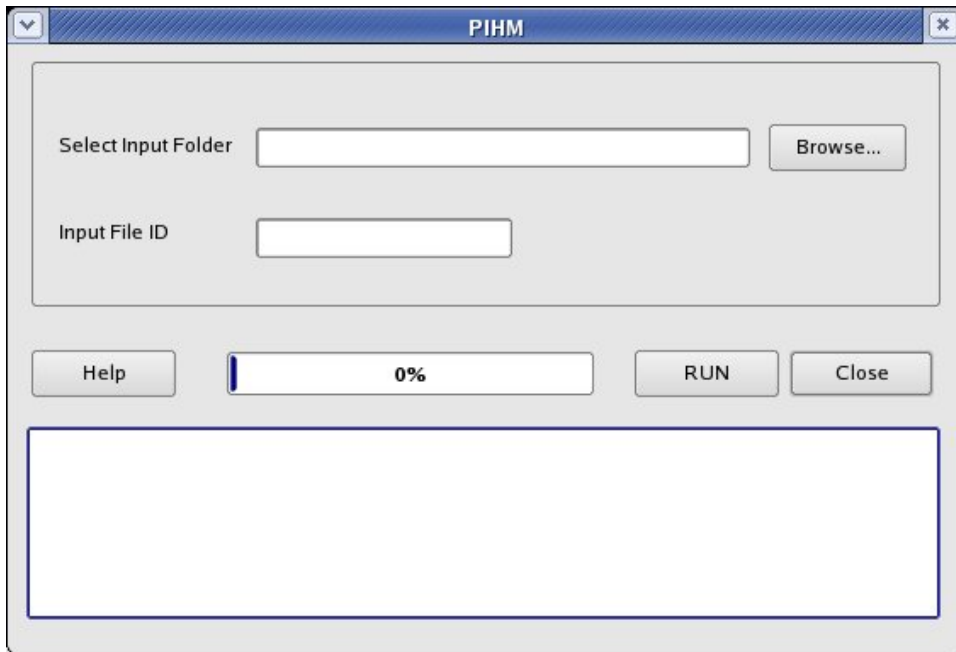 PIHM
Select Input Folder
Browse...
Input File ID
Help
0%
RUN
Close